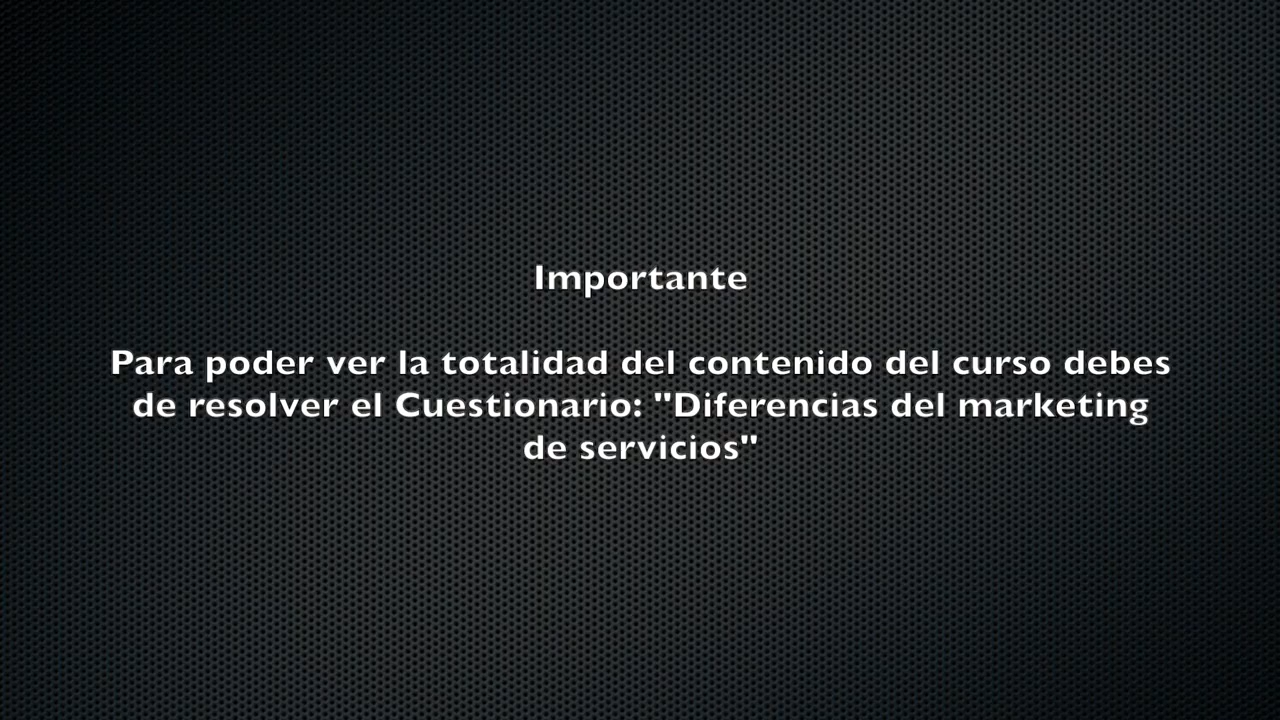 Importante
Para poder ver la totalidad del contenido del curso debes
de resolver el Cuestionario: "Diferencias del marketing
de servicios"